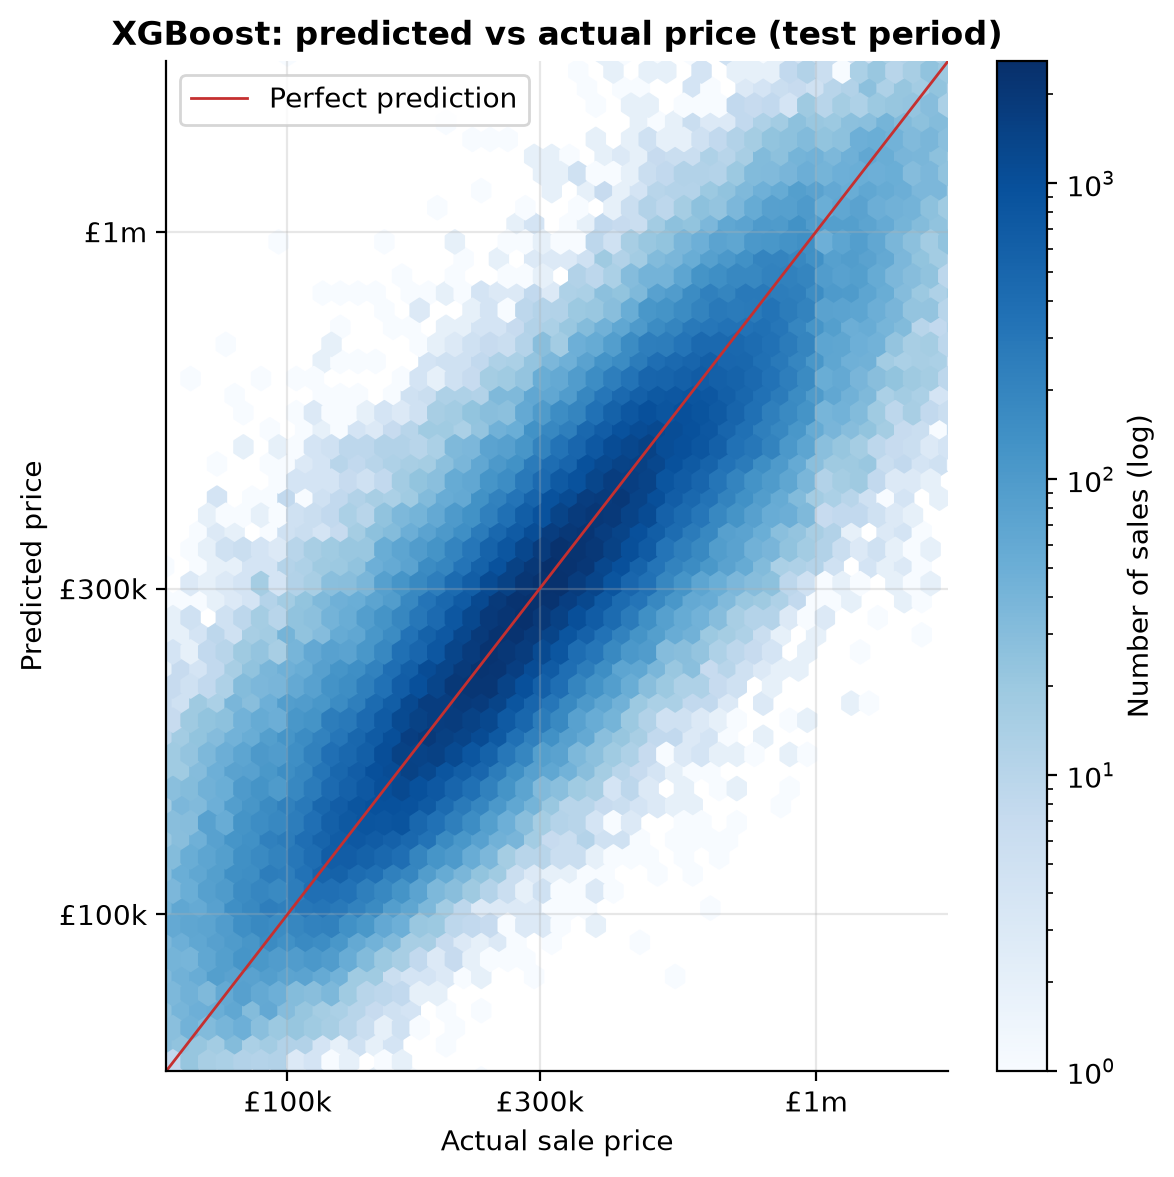 XGBoost: predicted vs actual price (test period)
Perfect prediction
£1m
£300k
£100k
Predicted price
£100k
£300k
£1m
Actual sale price
10³
10²
10¹
10⁰
Number of sales (log)